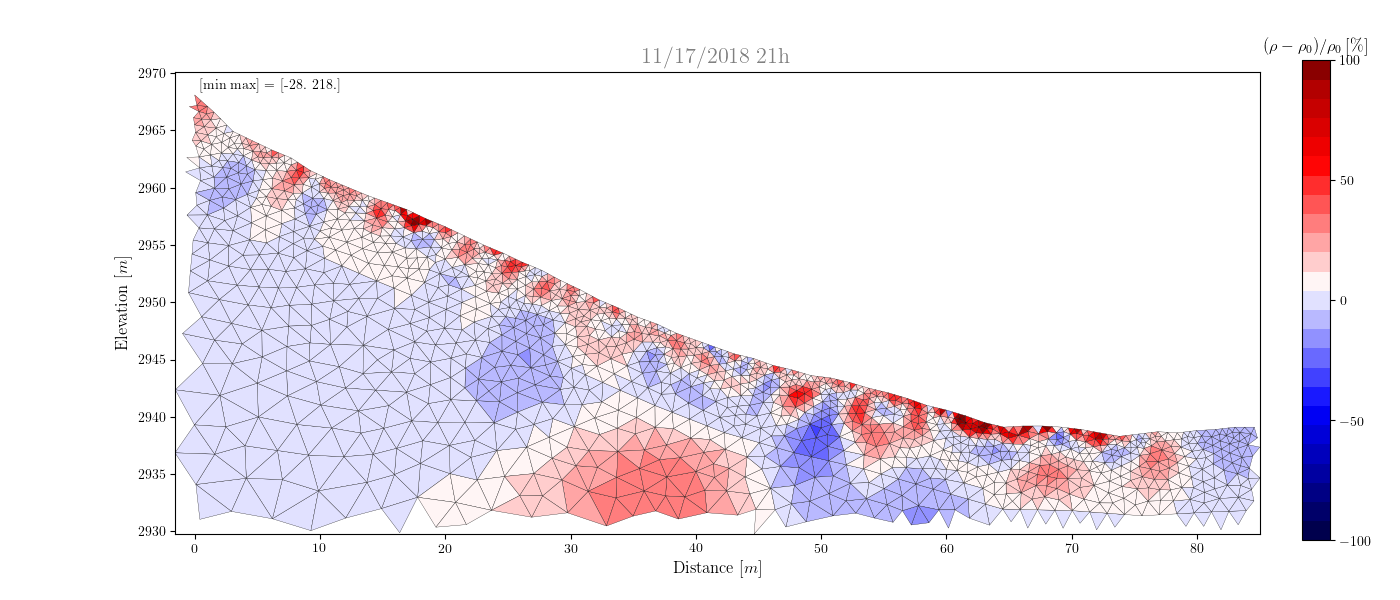 11/17/2018 21h
(ρ − ρ0)/ρ0 [%]
[min max] = [-28. 218.]
2970
2965
2960
2955
2950
2945
2940
2935
2930
Elevation [m]
0 10 20 30 40 50 60 70 80
Distance [m]
100
50
0
−50
−100